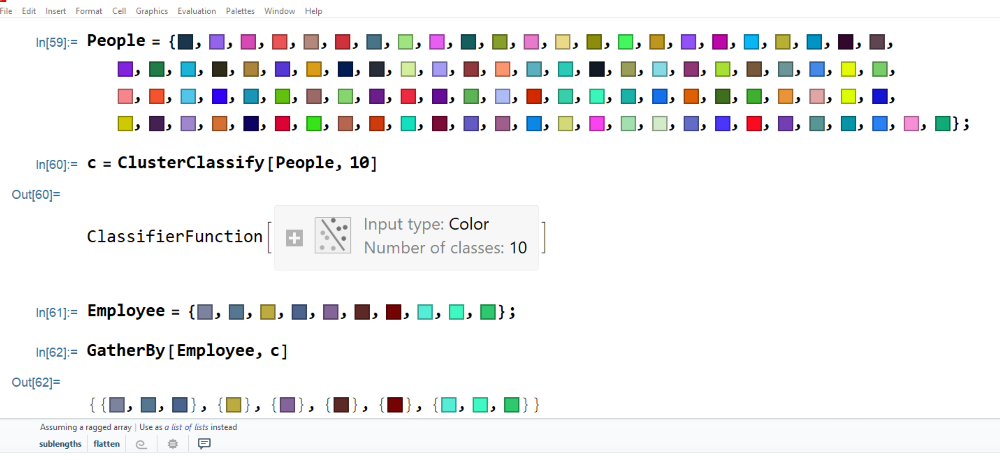 File Edit Insert Format Cell Graphics Evaluation Palettes Window Help
In[59]:= People = {, , , , , , , , , , , , , , , , , , , , , , ,
, , , , , , , , , , , , , , , , , , , , , , , , ,
, , , , , , , , , , , , , , , , , , , , , , , , ,
, , , , , , , , , , , , , , , , , , , , , , , , , , };
In[60]:= c = ClusterClassify[People, 10]
Out[60]=
Input type: Color
ClassifierFunction[ ]
Number of classes: 10
In[61]:= Employee = {, , , , , , , , , };
In[62]:= GatherBy[Employee, c]
Out[62]=
{{, , }, {}, {}, {}, {}, {, , }}
Assuming a ragged array | Use as a list of lists instead
sublengths flatten